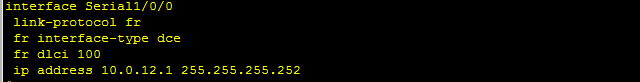 interface Serial1/0/0
link-protocol fr
fr interface-type dce
fr dlci 100
ip address 10.0.12.1 255.255.255.252